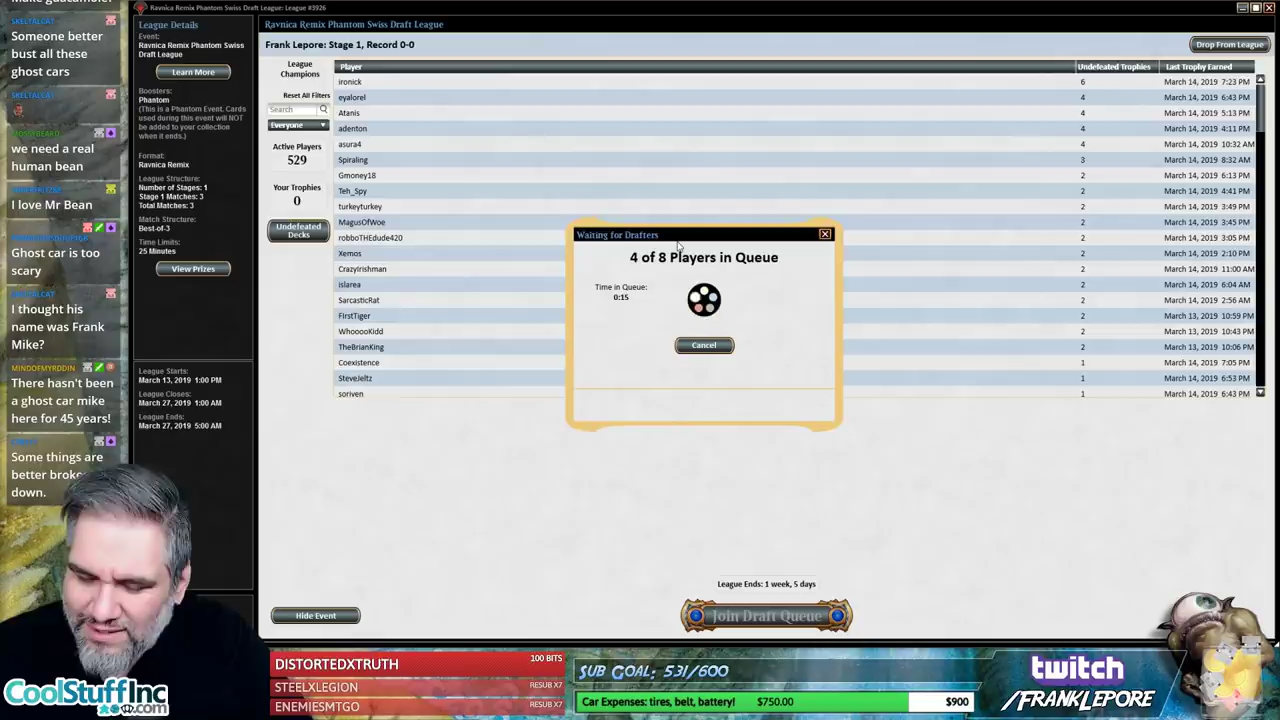 Ravnica Remix Phantom Swiss Draft League: League #3926
SKELTALCAT
Someone better
bust all these
ghost cars
SKELTALCAT
we need a real
human bean
I love Mr Bean
Ghost car is too
scary
I thought his
name was Frank
Mike?
MINDOFMYRDDIN
There hasn't been
a ghost car mike
here for 45 years!
Some things are
better
down.
League Details
Event:
Ravnica Remix Phantom Swiss
Draft League
Learn More
Boosters:
Phantom
(This is a Phantom Event. Cards
used during this event will NOT
be added to your collection
when it ends.)
Format:
Ravnica Remix
League Structure:
Number of Stages: 1
Stage 1 Matches: 3
Total Matches: 3
Match Structure:
Best-of-3
Time Limits:
25 Minutes
View Prizes
League Starts:
March 13, 2019 1:00 PM
League Closes:
March 27, 2019 1:00 AM
League Ends:
March 27, 2019 5:00 AM
Ravnica Remix Phantom Swiss Draft League
Frank Lepore: Stage 1, Record 0-0
Drop From League
League
Champions
Reset All Filters
Search
Everyone
Active Players
529
Your Trophies
0
Undefeated
Decks
Player Undefeated Trophies Last Trophy Earned
ironick 6 March 14, 2019 7:23 PM
eyalorel 4 March 14, 2019 6:43 PM
Atanis 4 March 14, 2019 5:13 PM
adenton 4 March 14, 2019 4:11 PM
asura4 4 March 14, 2019 10:32 AM
Spiraling 3 March 14, 2019 8:32 AM
Gmoney18 2 March 14, 2019 6:13 PM
Teh_Spy 2 March 14, 2019 4:41 PM
turkeyturkey 2 March 14, 2019 3:49 PM
MagusOfWoe 2 March 14, 2019 3:45 PM
robboTHEdude420 2 March 14, 2019 3:05 PM
Xemos 2 March 14, 2019 2:10 PM
CrazyIrishman 2 March 14, 2019 11:00 AM
islarea 2 March 14, 2019 6:04 AM
SarcasticRat 2 March 14, 2019 2:56 AM
FIrstTiger 2 March 13, 2019 10:59 PM
WhooooKidd 2 March 13, 2019 10:43 PM
TheBrianKing 2 March 13, 2019 10:06 PM
Coexistence 1 March 14, 2019 7:05 PM
SteveJeltz 1 March 14, 2019 6:53 PM
soriven 1 March 14, 2019 6:43 PM
Waiting for Drafters
4 of 8 Players in Queue
Time in Queue:
0:15
Cancel
League Ends: 1 week, 5 days
Hide Event
Join Draft Queue
DISTORTEDXTRUTH 100 BITS
STEELXLEGION RESUB X7
ENEMIESMTGO RESUB X7
SUB GOAL: 531/600
Car Expenses: tires, belt, battery! $750.00 $900
twitch
/FRANKLEPORE
CoolStuffInc
.com